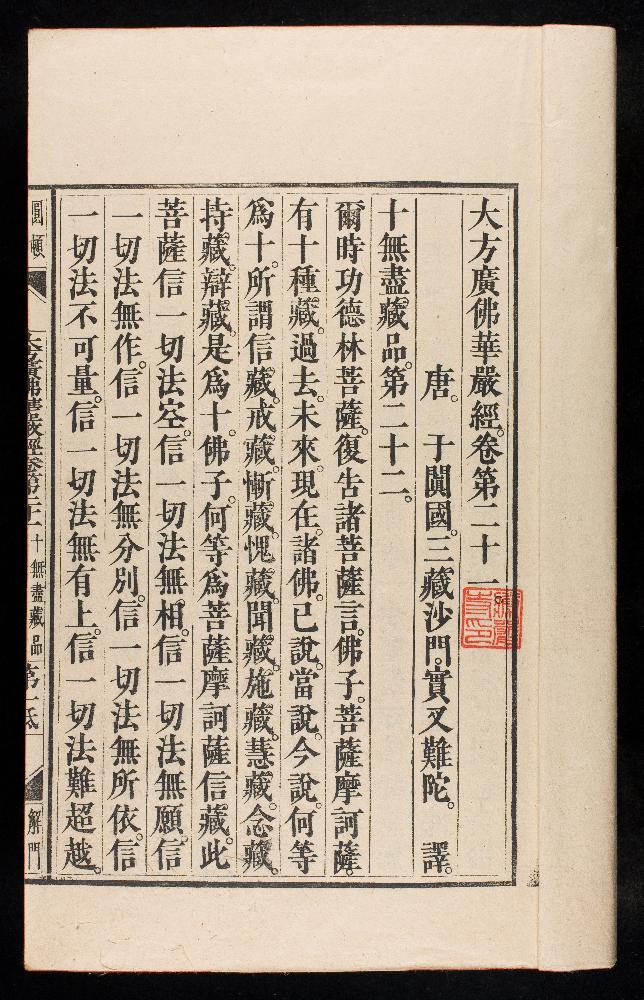 大方廣佛華嚴經。卷第二十一。
唐。于闐國。三藏沙門。實叉難陀。譯。
十無盡藏品。第二十二。
爾時功德林菩薩。復告諸菩薩言。佛子。菩薩摩訶薩。
有十種藏。過去。未來現在。諸佛。已說。當說。今說。何等
爲十。所謂信藏。戒藏。慚藏。愧藏。聞藏。施藏。慧藏。念藏。
持藏。辯藏。是爲十。佛子。何等爲菩薩摩訶薩信藏。此
菩薩信一切法空。信一切法無相。信一切法無願。信
一切法無作。信一切法無分別。信一切法無所依。信
一切法不可量。信一切法無有上。信一切法難超越。
圓頓
大方廣佛華嚴經卷第二十一
十無盡藏品
第一
解門